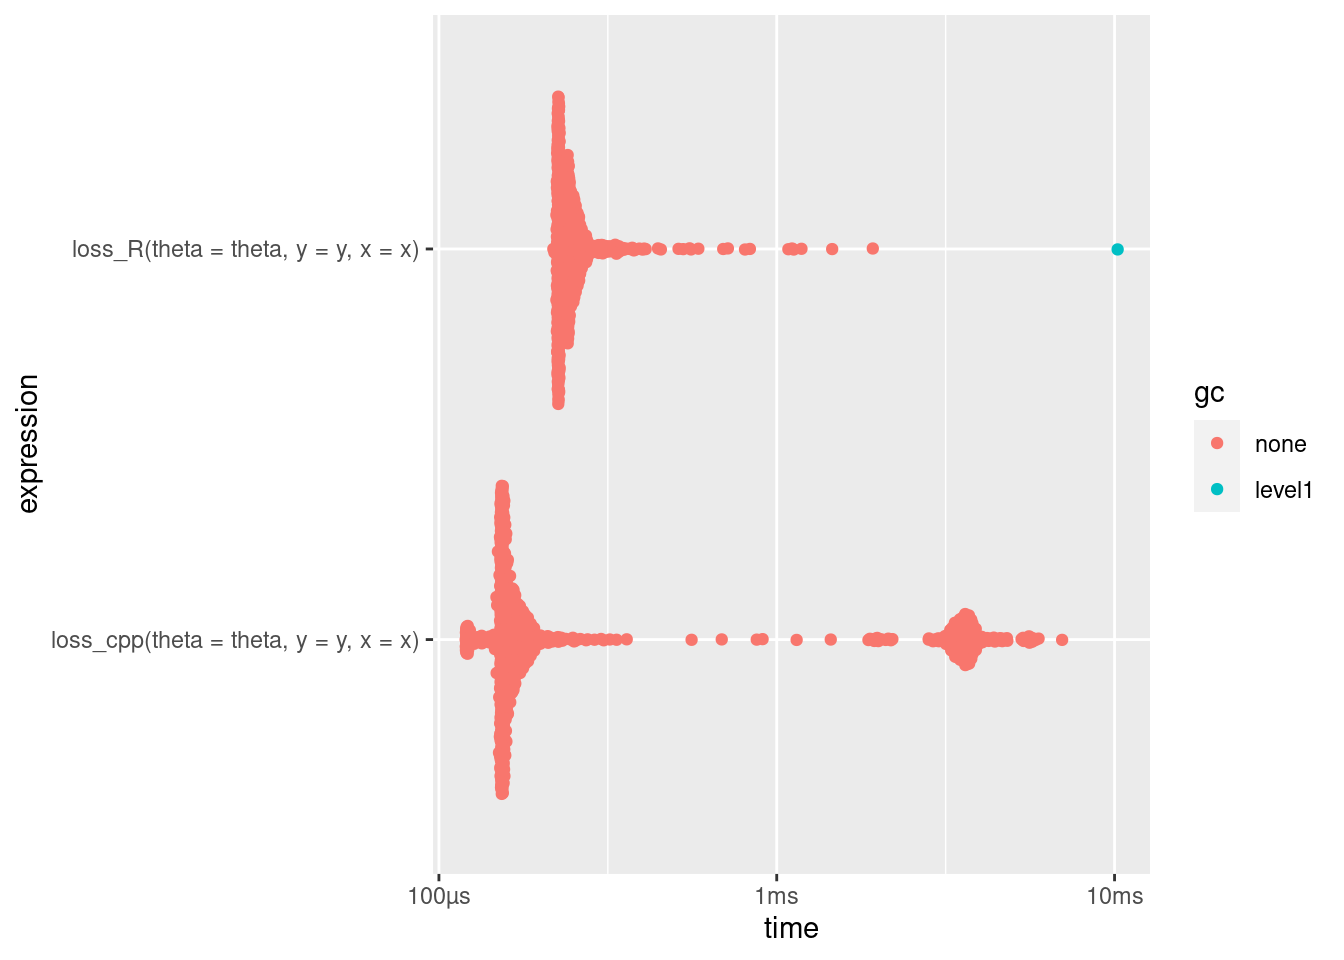 loss_R(theta = theta, y = y, x = x)
loss_cpp(theta = theta, y = y, x = x)
expression
100µs
1ms
10ms
time
gc
none
level1